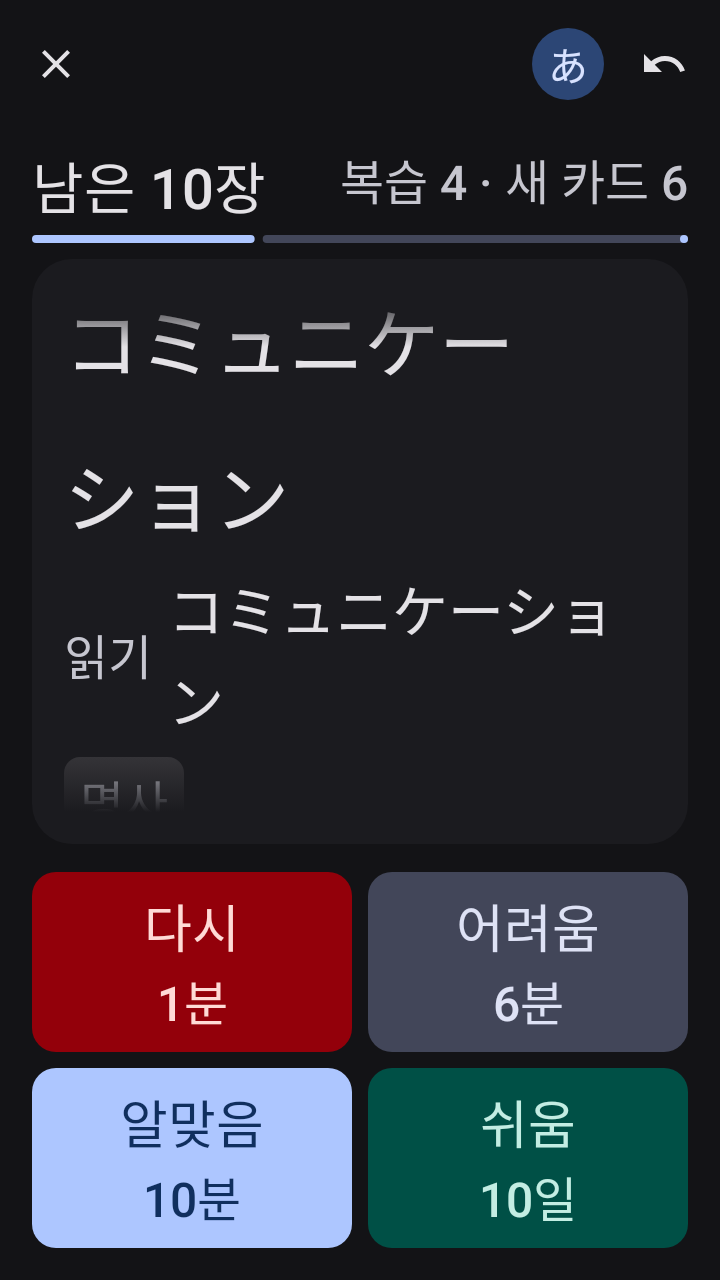 あ
남은 10장
복습 4 · 새 카드 6
コミュニケー
ション
읽기
コミュニケーショ
ン
명사
다시
1분
어려움
6분
알맞음
10분
쉬움
10일